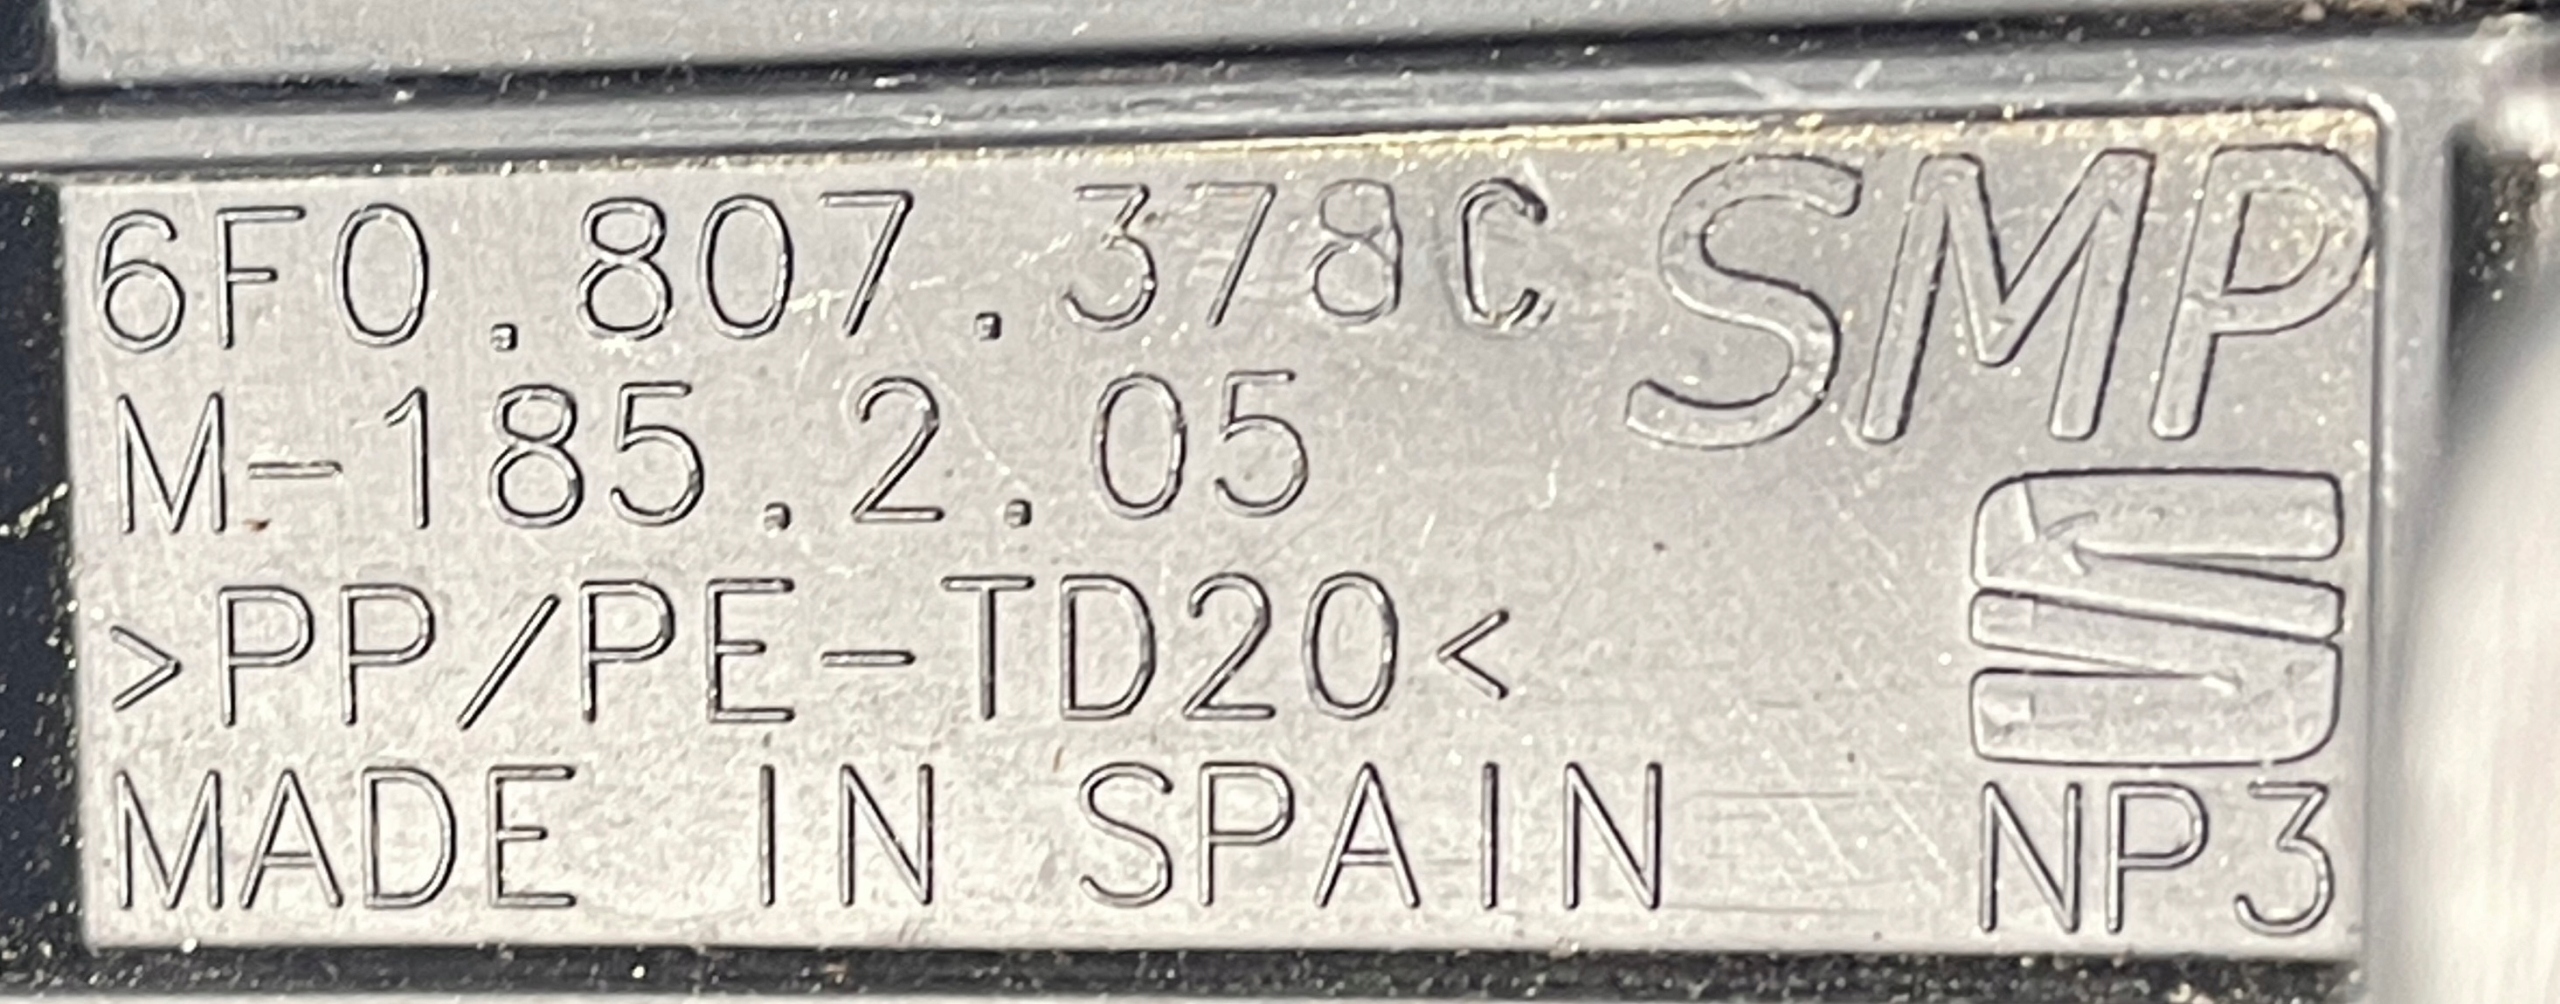 6F0.807.378C SMP
M-185.2.05
>PP/PE-TD20<
MADE IN SPAIN NP3